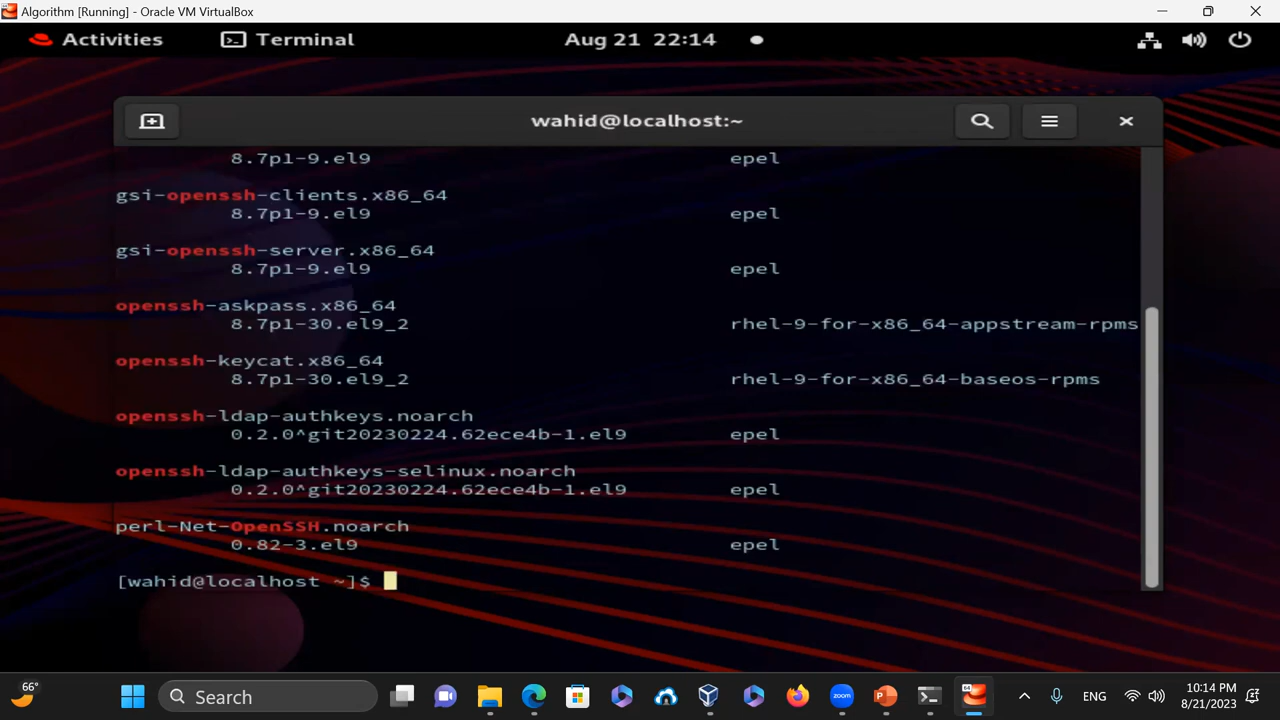 Algorithm [Running] - Oracle VM VirtualBox
Activities Terminal Aug 21 22:14
wahid@localhost:~
8.7p1-9.el9 epel
gsi-openssh-clients.x86_64
8.7p1-9.el9 epel
gsi-openssh-server.x86_64
8.7p1-9.el9 epel
openssh-askpass.x86_64
8.7p1-30.el9_2 rhel-9-for-x86_64-appstream-rpms
openssh-keycat.x86_64
8.7p1-30.el9_2 rhel-9-for-x86_64-baseos-rpms
openssh-ldap-authkeys.noarch
0.2.0^git20230224.62ece4b-1.el9 epel
openssh-ldap-authkeys-selinux.noarch
0.2.0^git20230224.62ece4b-1.el9 epel
perl-Net-OpenSSH.noarch
0.82-3.el9 epel
[wahid@localhost ~]$
66°
Search
ENG
10:14 PM
8/21/2023